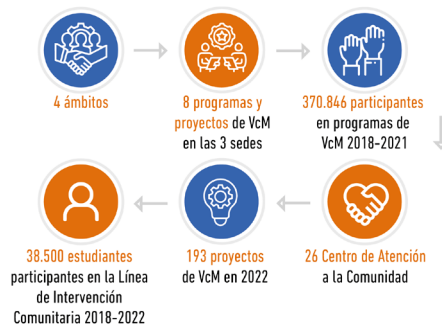 4 ámbitos
8 programas y
proyectos de VcM
en las 3 sedes
370.846 participantes
en programas de
VcM 2018-2021
26 Centro de Atención
a la Comunidad
193 proyectos
de VcM en 2022
38.500 estudiantes
participantes en la Línea
de Intervención
Comunitaria 2018-2022